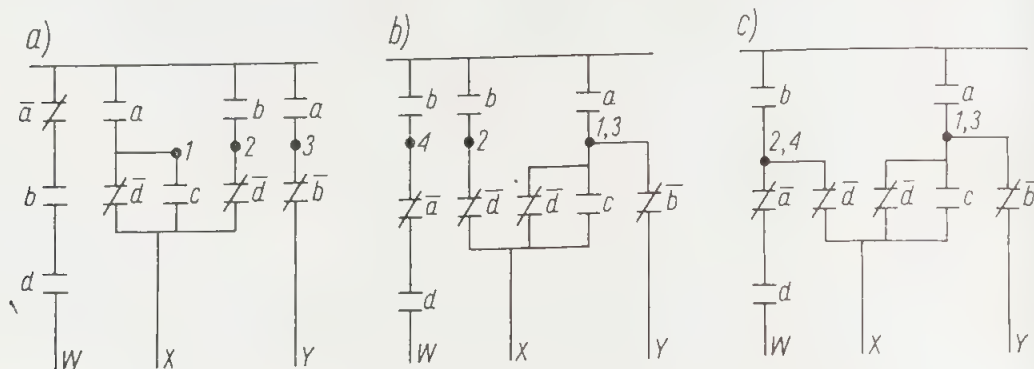 a)
ā a b a
1 2 3
b d̄ c d̄ b̄
d
W X Y
b)
b b a
4 2 1,3
ā d̄ d̄ c b̄
d
W X Y
c)
b a
2,4 1,3
ā d̄ d̄ c b̄
d
W X Y